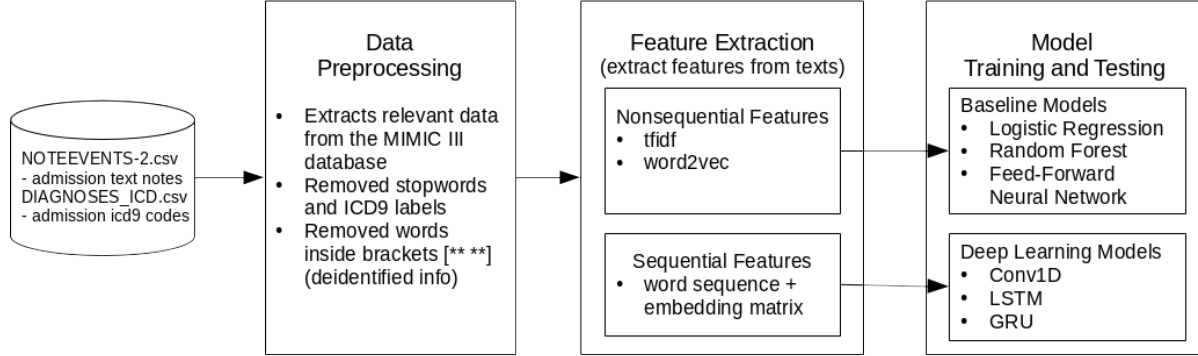 NOTEEVENTS-2.csv
- admission text notes
DIAGNOSES_ICD.csv
- admission icd9 codes
Data
Preprocessing
• Extracts relevant data
from the MIMIC III
database
• Removed stopwords
and ICD9 labels
• Removed words
inside brackets [** **]
(deidentified info)
Feature Extraction
(extract features from texts)
Nonsequential Features
• tfidf
• word2vec
Sequential Features
• word sequence +
embedding matrix
Model
Training and Testing
Baseline Models
• Logistic Regression
• Random Forest
• Feed-Forward
Neural Network
Deep Learning Models
• Conv1D
• LSTM
• GRU